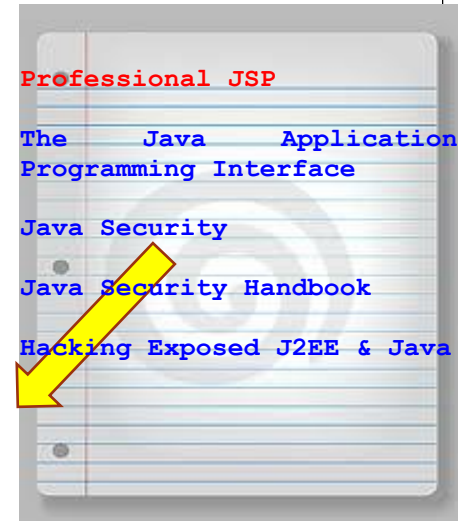 Professional JSP
The Java Application
Programming Interface
Java Security
Java Security Handbook
Hacking Exposed J2EE & Java